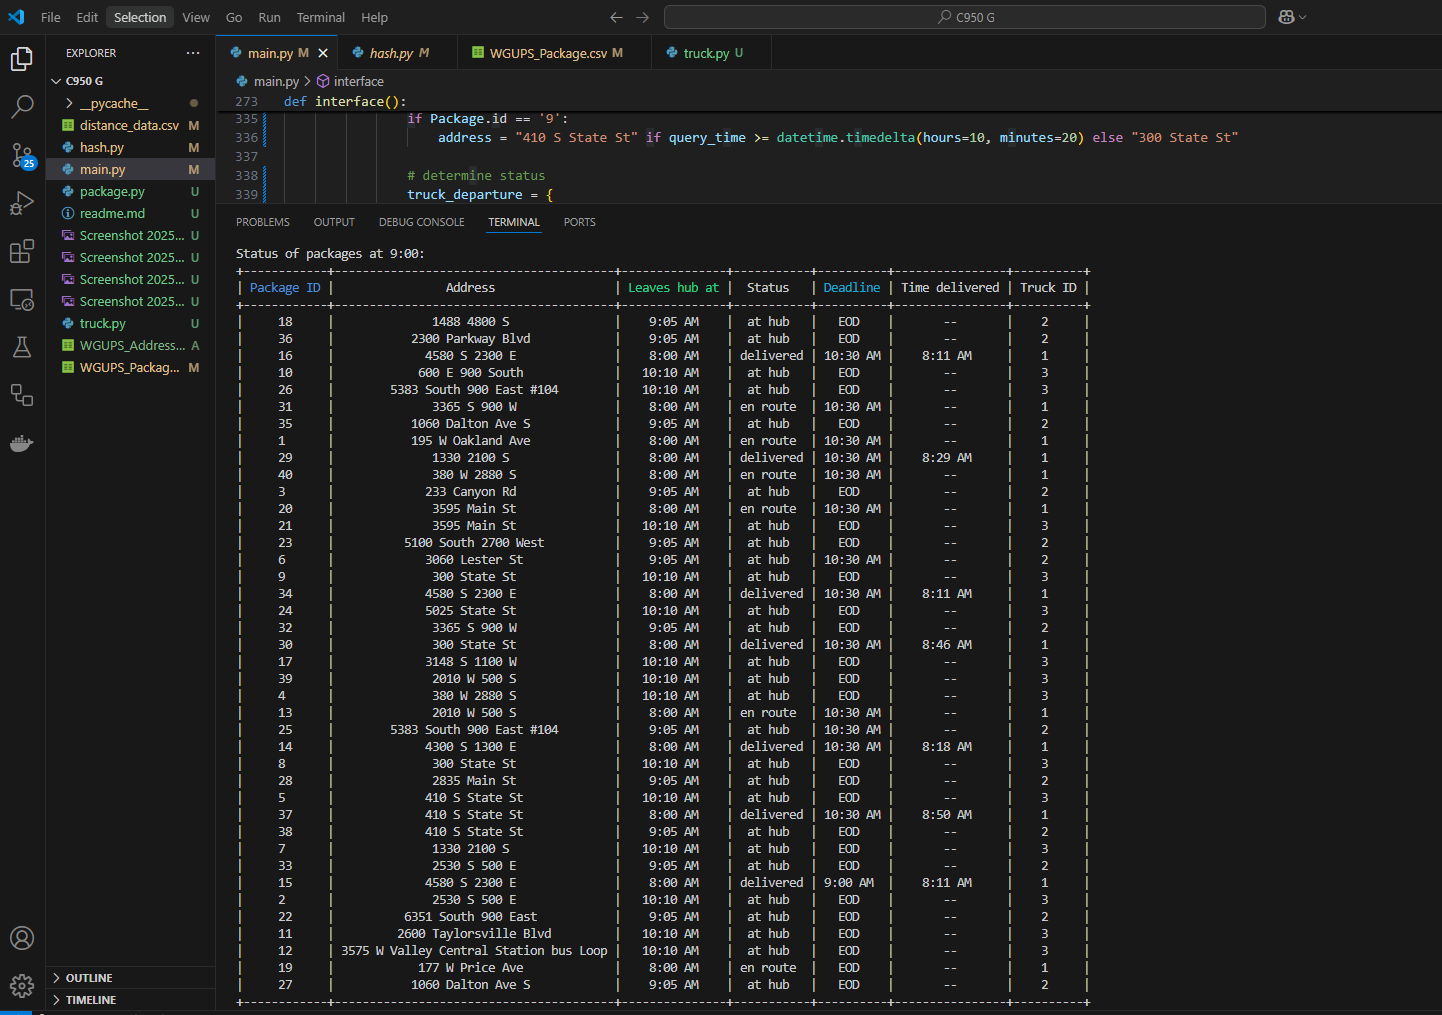 File Edit Selection View Go Run Terminal Help
C950 G
EXPLORER
main.py M
hash.py M
WGUPS_Package.csv M
truck.py U
C950 G
__pycache__
distance_data.csv M
hash.py M
main.py M
package.py U
readme.md U
Screenshot 2025... U
Screenshot 2025... U
Screenshot 2025... U
Screenshot 2025... U
truck.py U
WGUPS_Address... A
WGUPS_Packag... M
OUTLINE
TIMELINE
25
main.py > interface
273 def interface():
335 if Package.id == '9':
336 address = "410 S State St" if query_time >= datetime.timedelta(hours=10, minutes=20) else "300 State St"
337
338 # determine status
339 truck_departure = {
PROBLEMS OUTPUT DEBUG CONSOLE TERMINAL PORTS
Status of packages at 9:00:
| Package ID | Address | Leaves hub at | Status | Deadline | Time delivered | Truck ID |
| 18 | 1488 4800 S | 9:05 AM | at hub | EOD | -- | 2 |
| 36 | 2300 Parkway Blvd | 9:05 AM | at hub | EOD | -- | 2 |
| 16 | 4580 S 2300 E | 8:00 AM | delivered | 10:30 AM | 8:11 AM | 1 |
| 10 | 600 E 900 South | 10:10 AM | at hub | EOD | -- | 3 |
| 26 | 5383 South 900 East #104 | 10:10 AM | at hub | EOD | -- | 3 |
| 31 | 3365 S 900 W | 8:00 AM | en route | 10:30 AM | -- | 1 |
| 35 | 1060 Dalton Ave S | 9:05 AM | at hub | EOD | -- | 2 |
| 1 | 195 W Oakland Ave | 8:00 AM | en route | 10:30 AM | -- | 1 |
| 29 | 1330 2100 S | 8:00 AM | delivered | 10:30 AM | 8:29 AM | 1 |
| 40 | 380 W 2880 S | 8:00 AM | en route | 10:30 AM | -- | 1 |
| 3 | 233 Canyon Rd | 9:05 AM | at hub | EOD | -- | 2 |
| 20 | 3595 Main St | 8:00 AM | en route | 10:30 AM | -- | 1 |
| 21 | 3595 Main St | 10:10 AM | at hub | EOD | -- | 3 |
| 23 | 5100 South 2700 West | 9:05 AM | at hub | EOD | -- | 2 |
| 6 | 3060 Lester St | 9:05 AM | at hub | 10:30 AM | -- | 2 |
| 9 | 300 State St | 10:10 AM | at hub | EOD | -- | 3 |
| 34 | 4580 S 2300 E | 8:00 AM | delivered | 10:30 AM | 8:11 AM | 1 |
| 24 | 5025 State St | 10:10 AM | at hub | EOD | -- | 3 |
| 32 | 3365 S 900 W | 9:05 AM | at hub | EOD | -- | 2 |
| 30 | 300 State St | 8:00 AM | delivered | 10:30 AM | 8:46 AM | 1 |
| 17 | 3148 S 1100 W | 10:10 AM | at hub | EOD | -- | 3 |
| 39 | 2010 W 500 S | 10:10 AM | at hub | EOD | -- | 3 |
| 4 | 380 W 2880 S | 10:10 AM | at hub | EOD | -- | 3 |
| 13 | 2010 W 500 S | 8:00 AM | en route | 10:30 AM | -- | 1 |
| 25 | 5383 South 900 East #104 | 9:05 AM | at hub | 10:30 AM | -- | 2 |
| 14 | 4300 S 1300 E | 8:00 AM | delivered | 10:30 AM | 8:18 AM | 1 |
| 8 | 300 State St | 10:10 AM | at hub | EOD | -- | 3 |
| 28 | 2835 Main St | 9:05 AM | at hub | EOD | -- | 2 |
| 5 | 410 S State St | 10:10 AM | at hub | EOD | -- | 3 |
| 37 | 410 S State St | 8:00 AM | delivered | 10:30 AM | 8:50 AM | 1 |
| 38 | 410 S State St | 9:05 AM | at hub | EOD | -- | 2 |
| 7 | 1330 2100 S | 10:10 AM | at hub | EOD | -- | 3 |
| 33 | 2530 S 500 E | 9:05 AM | at hub | EOD | -- | 2 |
| 15 | 4580 S 2300 E | 8:00 AM | delivered | 9:00 AM | 8:11 AM | 1 |
| 2 | 2530 S 500 E | 10:10 AM | at hub | EOD | -- | 3 |
| 22 | 6351 South 900 East | 9:05 AM | at hub | EOD | -- | 2 |
| 11 | 2600 Taylorsville Blvd | 10:10 AM | at hub | EOD | -- | 3 |
| 12 | 3575 W Valley Central Station bus Loop | 10:10 AM | at hub | EOD | -- | 3 |
| 19 | 177 W Price Ave | 8:00 AM | en route | EOD | -- | 1 |
| 27 | 1060 Dalton Ave S | 9:05 AM | at hub | EOD | -- | 2 |